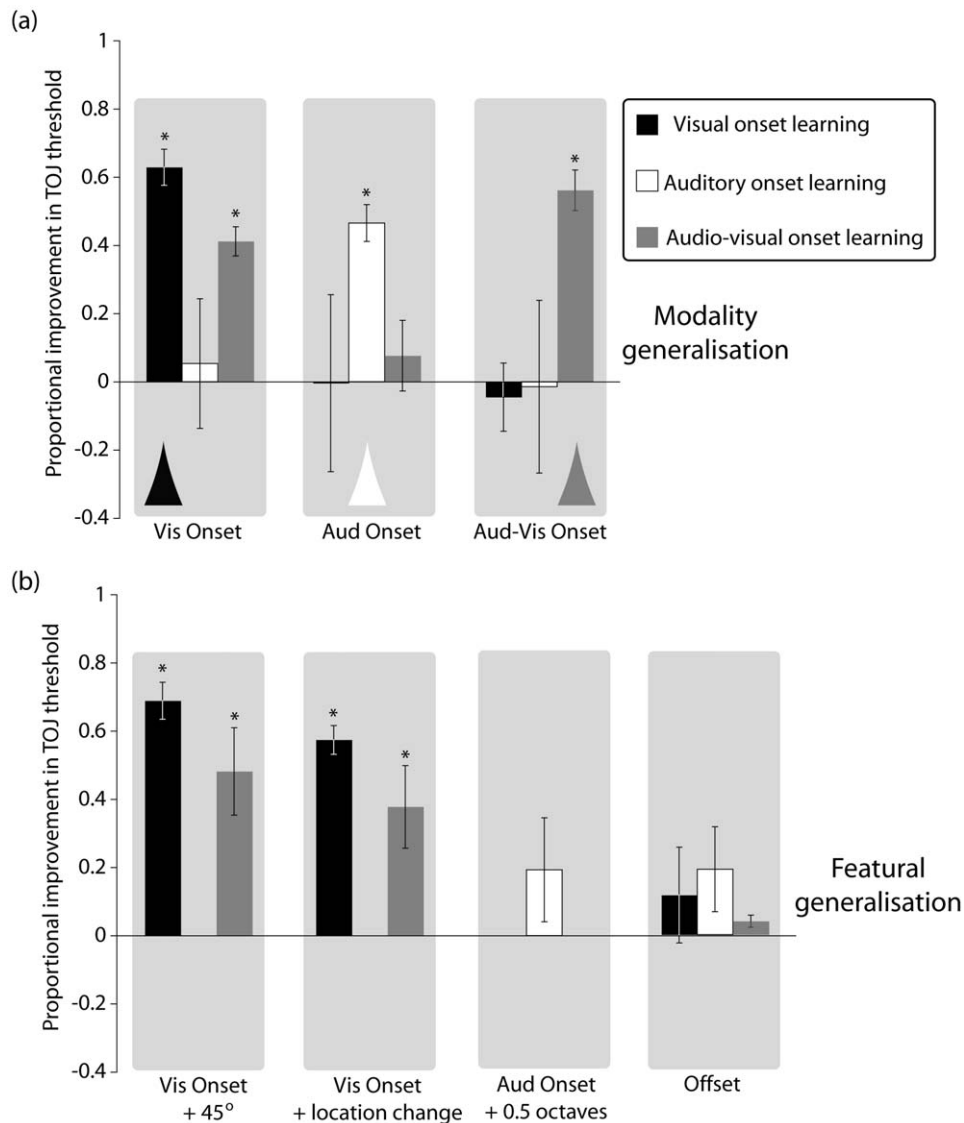 (a)
Proportional improvement in TOJ threshold
1
0.8
0.6
0.4
0.2
0
-0.2
-0.4
*
*
*
*
Vis Onset
Aud Onset
Aud-Vis Onset
Visual onset learning
Auditory onset learning
Audio-visual onset learning
Modality
generalisation
(b)
Proportional improvement in TOJ threshold
1
0.8
0.6
0.4
0.2
0
-0.2
-0.4
*
*
*
*
Vis Onset
+ 45°
Vis Onset
+ location change
Aud Onset
+ 0.5 octaves
Offset
Featural
generalisation